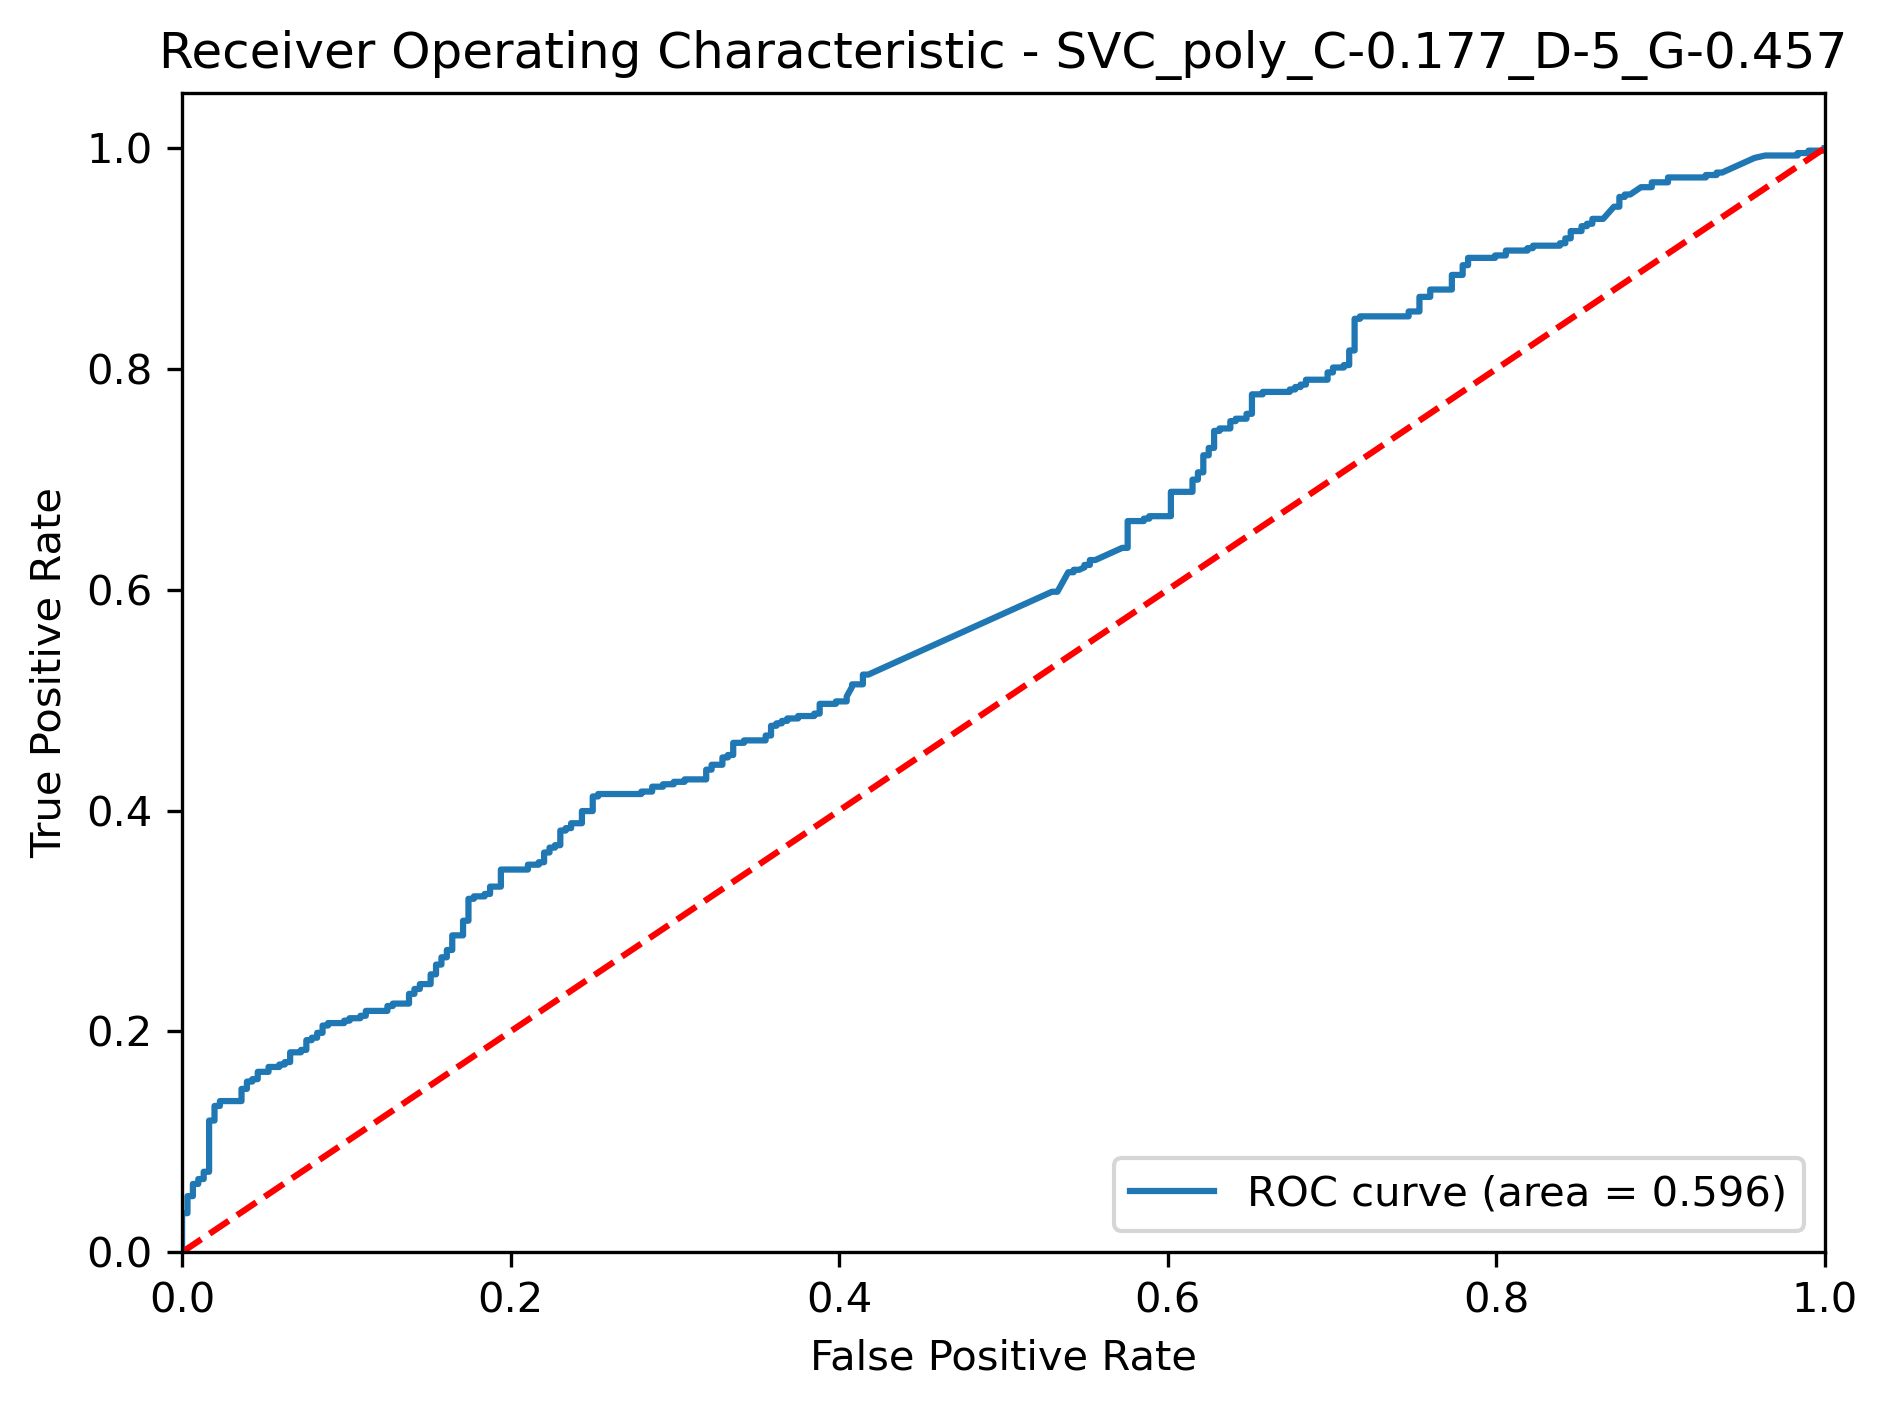 Receiver Operating Characteristic - SVC_poly_C-0.177_D-5_G-0.457
True Positive Rate
1.0
0.8
0.6
0.4
0.2
0.0
ROC curve (area = 0.596)
0.0 0.2 0.4 0.6 0.8 1.0
False Positive Rate